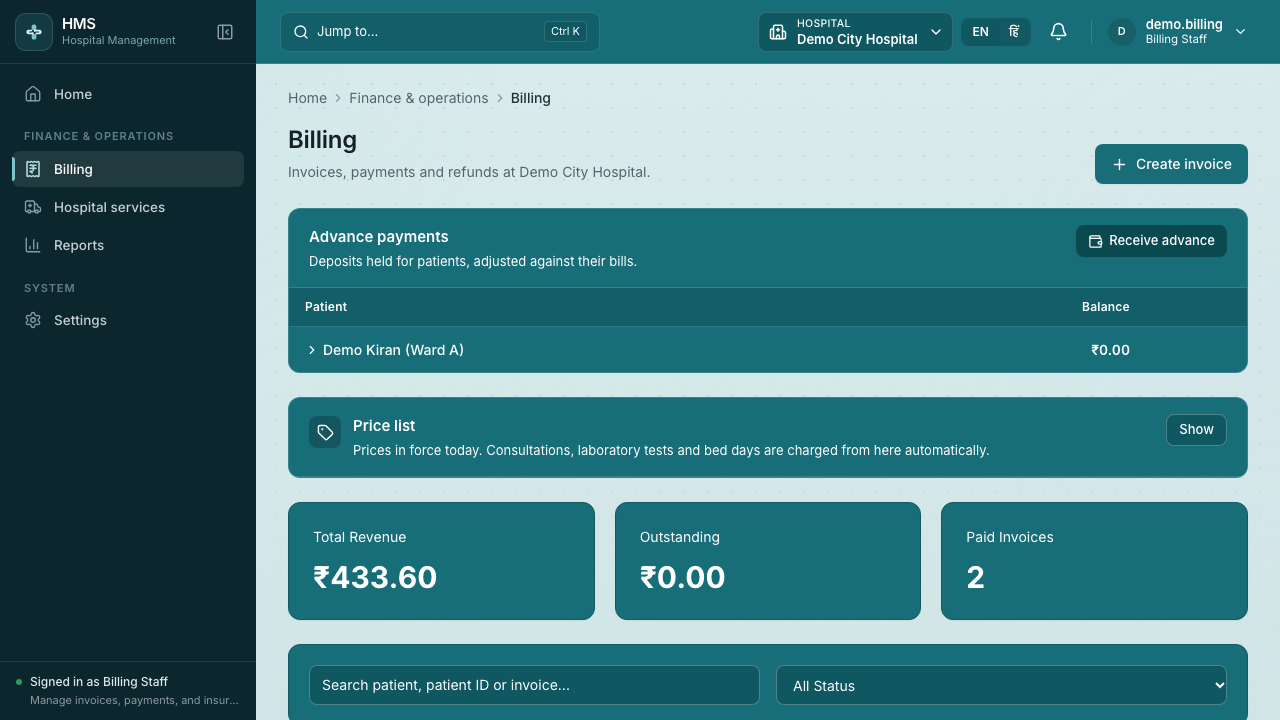 HMS
Hospital Management
Jump to...
Ctrl K
HOSPITAL
Demo City Hospital
EN
हिं
D
demo.billing
Billing Staff
Home
FINANCE & OPERATIONS
Billing
Hospital services
Reports
SYSTEM
Settings
Signed in as Billing Staff
Manage invoices, payments, and insur...
Home
Finance & operations
Billing
Billing
Invoices, payments and refunds at Demo City Hospital.
Create invoice
Advance payments
Deposits held for patients, adjusted against their bills.
Receive advance
Patient
Balance
Demo Kiran (Ward A)
₹0.00
Price list
Prices in force today. Consultations, laboratory tests and bed days are charged from here automatically.
Show
Total Revenue
₹433.60
Outstanding
₹0.00
Paid Invoices
2
Search patient, patient ID or invoice...
All Status